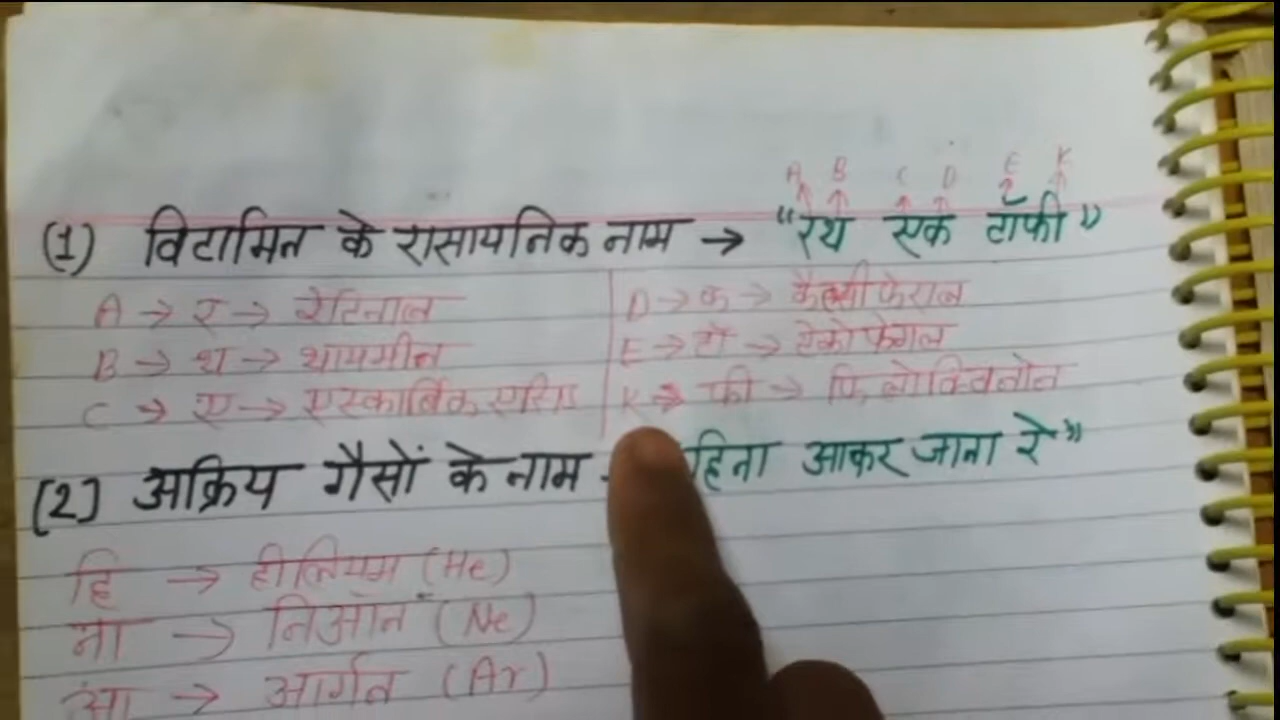 A B C D E K
(1) विटामिन के रासायनिक नाम → "रथ एक टॉफी"
A → र → रेटिनाल
B → थ → थायमीन
C → ए → एस्कार्बिक एसिड
D → क → कैल्सीफेराल
E → टॉ → टोकोफेराल
K → फी → फिलोक्विनोन
(2) अक्रिय गैसों के नाम हिना आकर जाना रे"
हि → हीलियम (He)
ना → निऑन (Ne)
आ → आर्गन (Ar)